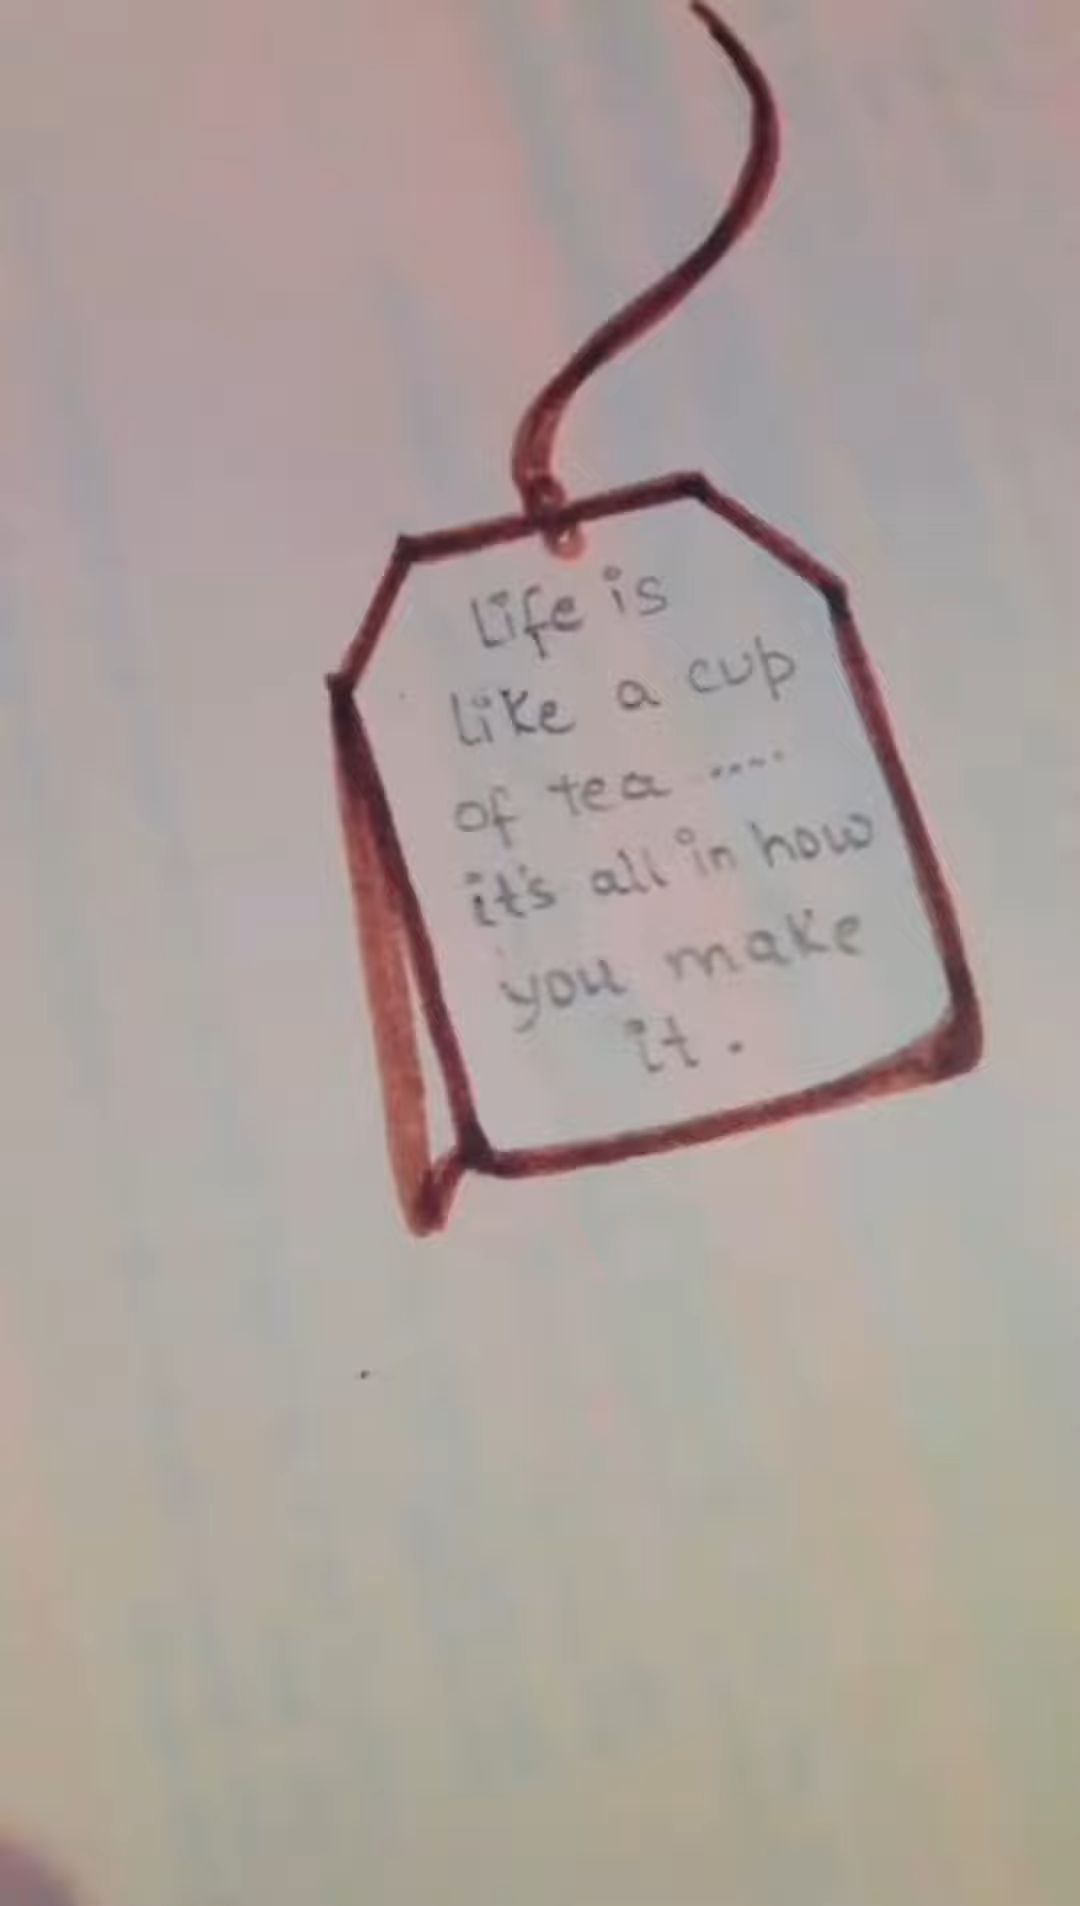 Life is
like a cup
of tea .....
it's all in how
you make
it.